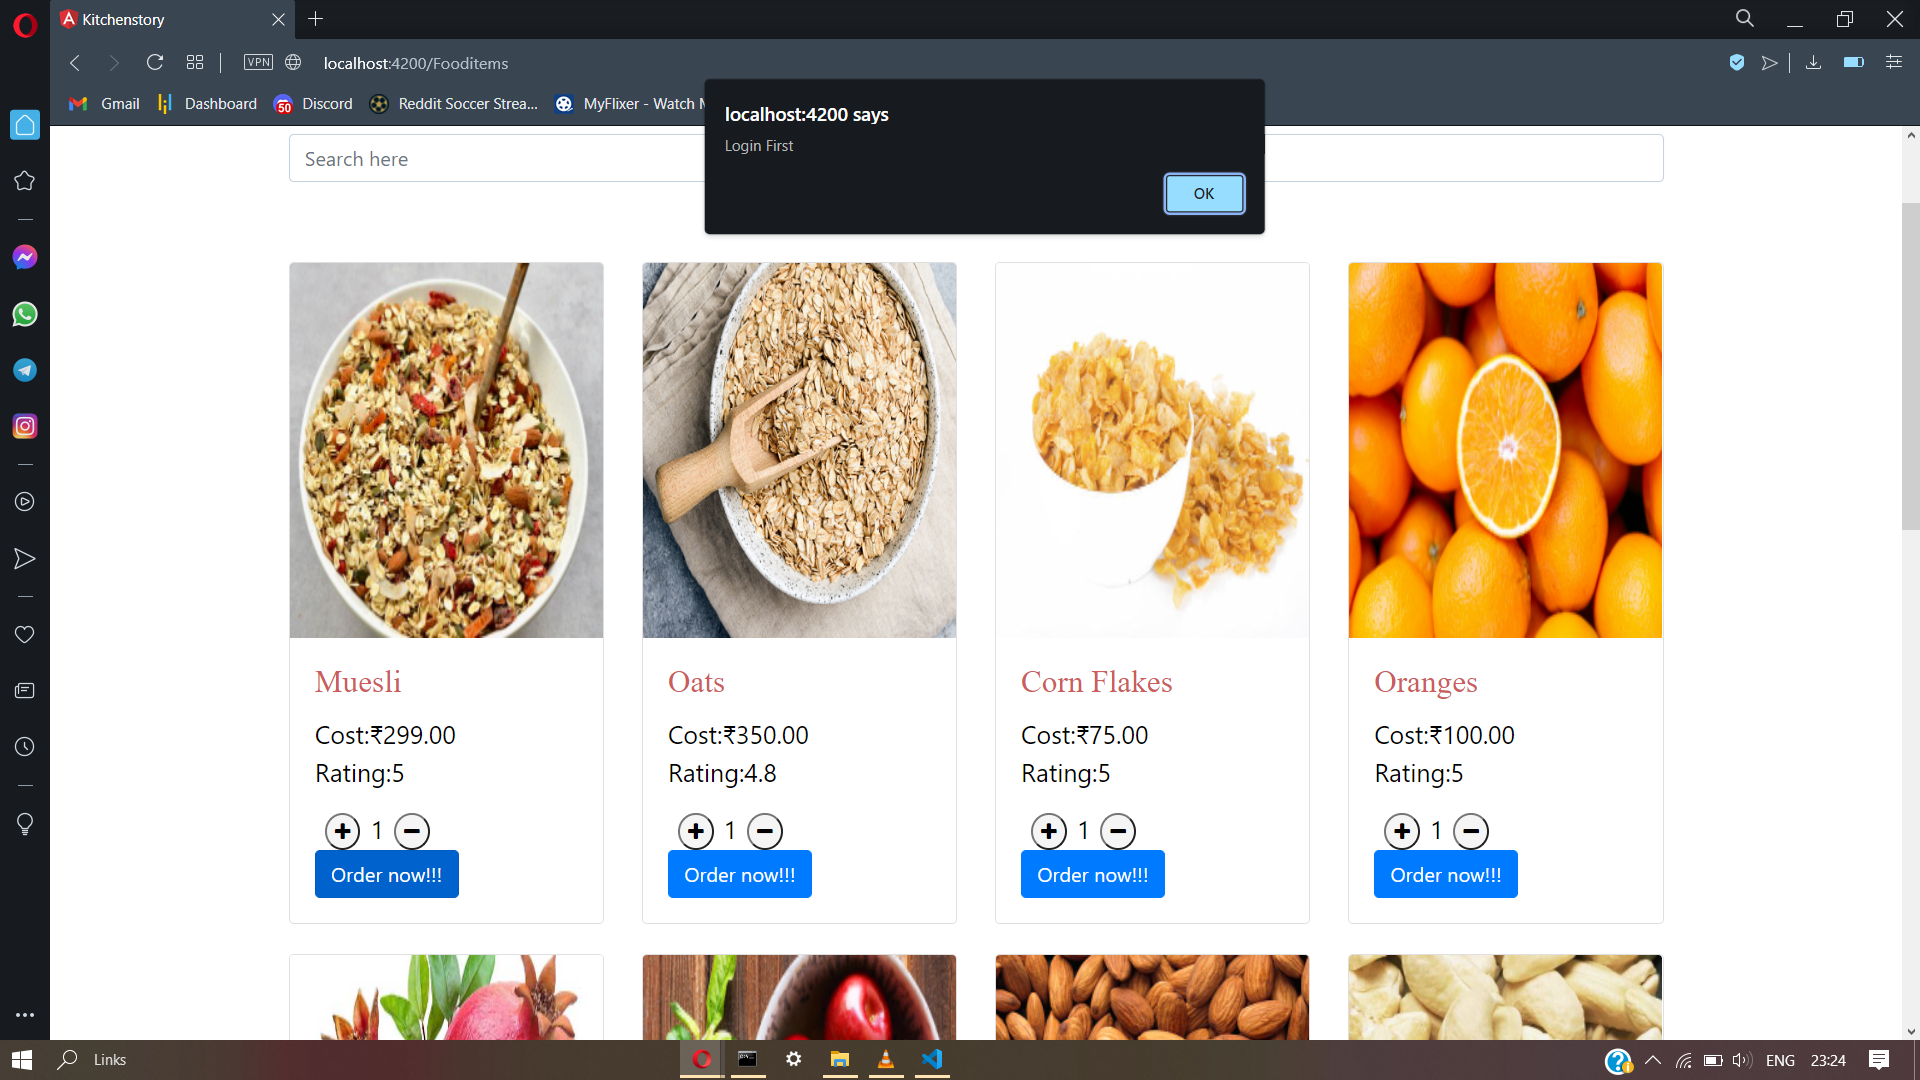 Kitchenstory
VPN localhost:4200/Fooditems
Gmail Dashboard 50 Discord Reddit Soccer Strea... MyFlixer - Watch
localhost:4200 says
Login First
OK
Search here
Muesli
Cost:₹299.00
Rating:5
1
Order now!!!
Oats
Cost:₹350.00
Rating:4.8
1
Order now!!!
Corn Flakes
Cost:₹75.00
Rating:5
1
Order now!!!
Oranges
Cost:₹100.00
Rating:5
1
Order now!!!
Links
ENG 23:24